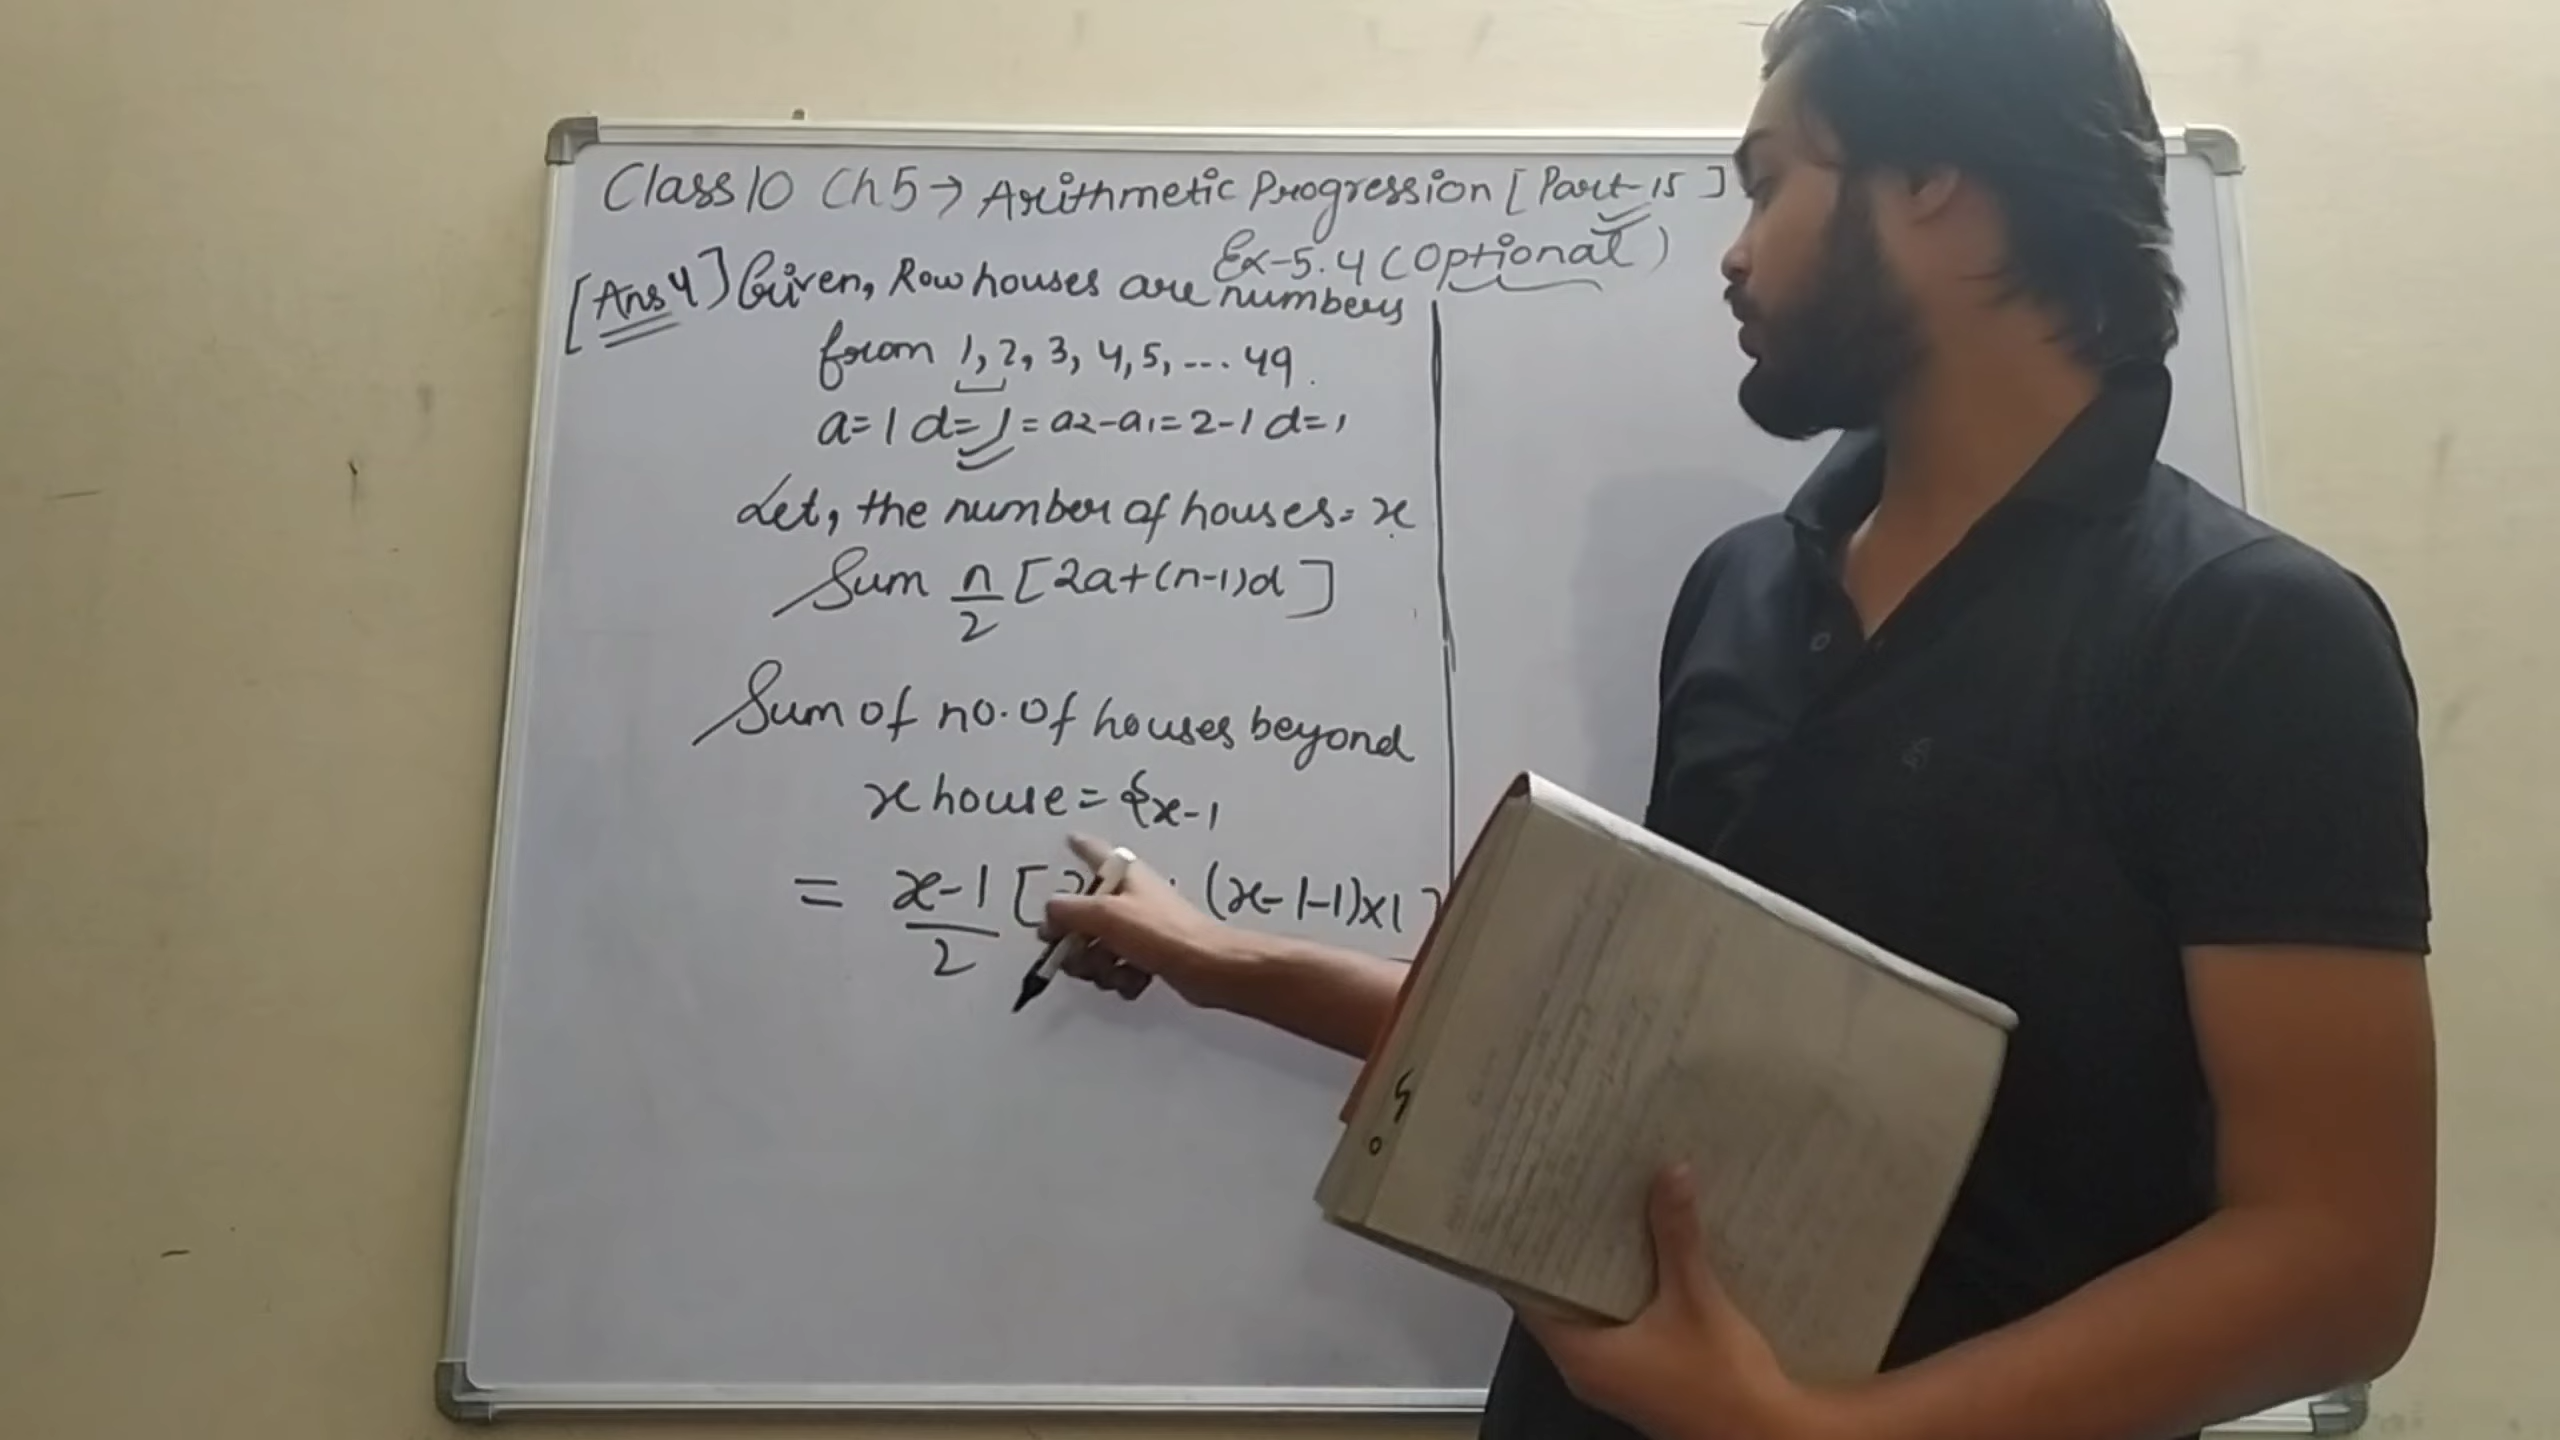 Class 10 Ch 5 → Arithmetic Progression [Part-15]
Ex-5.4 (Optional)
[Ans 4] Given, Row houses are numbers
from 1, 2, 3, 4, 5, --- 49.
a=1 d=1 = a2-a1 = 2-1 d=1
Let, the number of houses = x
Sum n/2 [2a+(n-1)d]
Sum of no. of houses beyond
x house = {x-1
= x-1/2 [2 (x-1-1)x1]